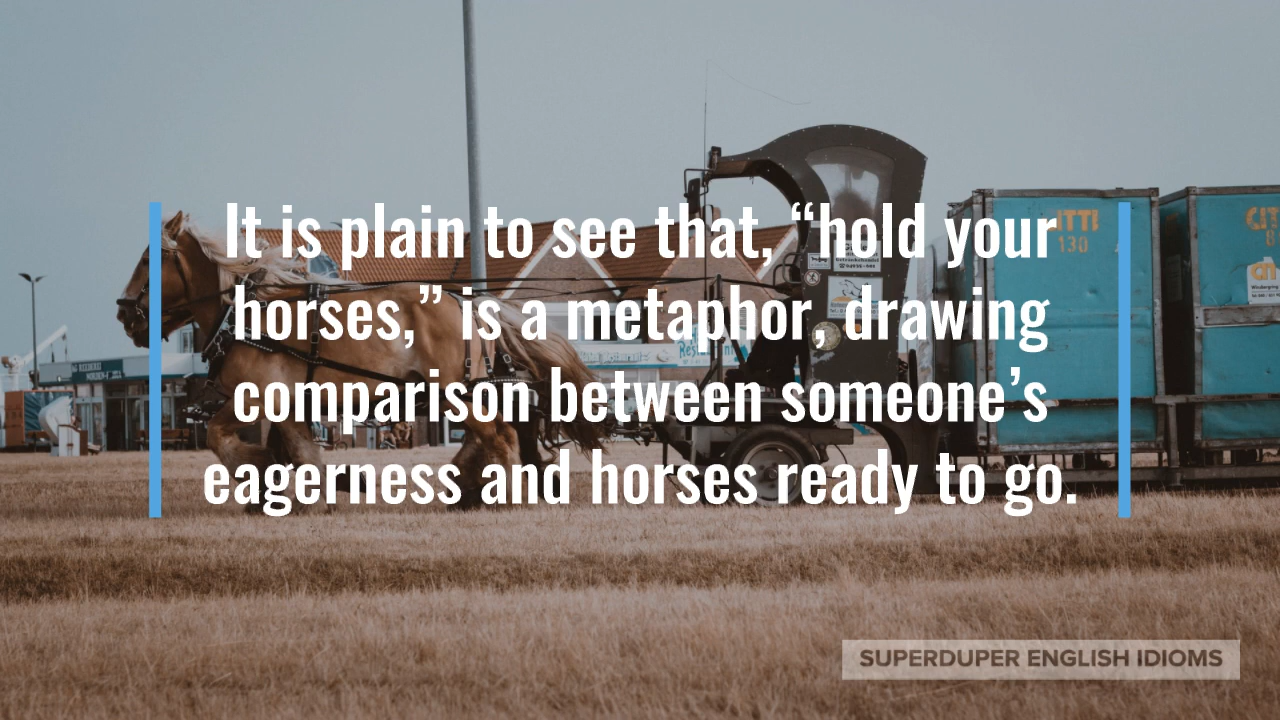 It is plain to see that, “hold your
horses,” is a metaphor, drawing
comparison between someone’s
eagerness and horses ready to go.
SUPERDUPER ENGLISH IDIOMS
130